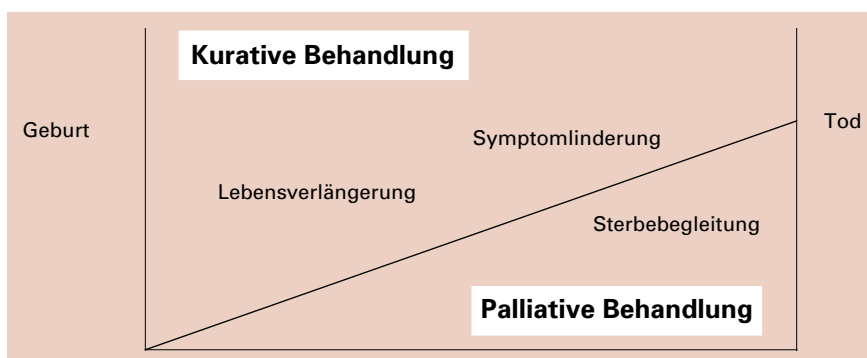 Kurative Behandlung
Geburt
Tod
Symptomlinderung
Lebensverlängerung
Sterbebegleitung
Palliative Behandlung